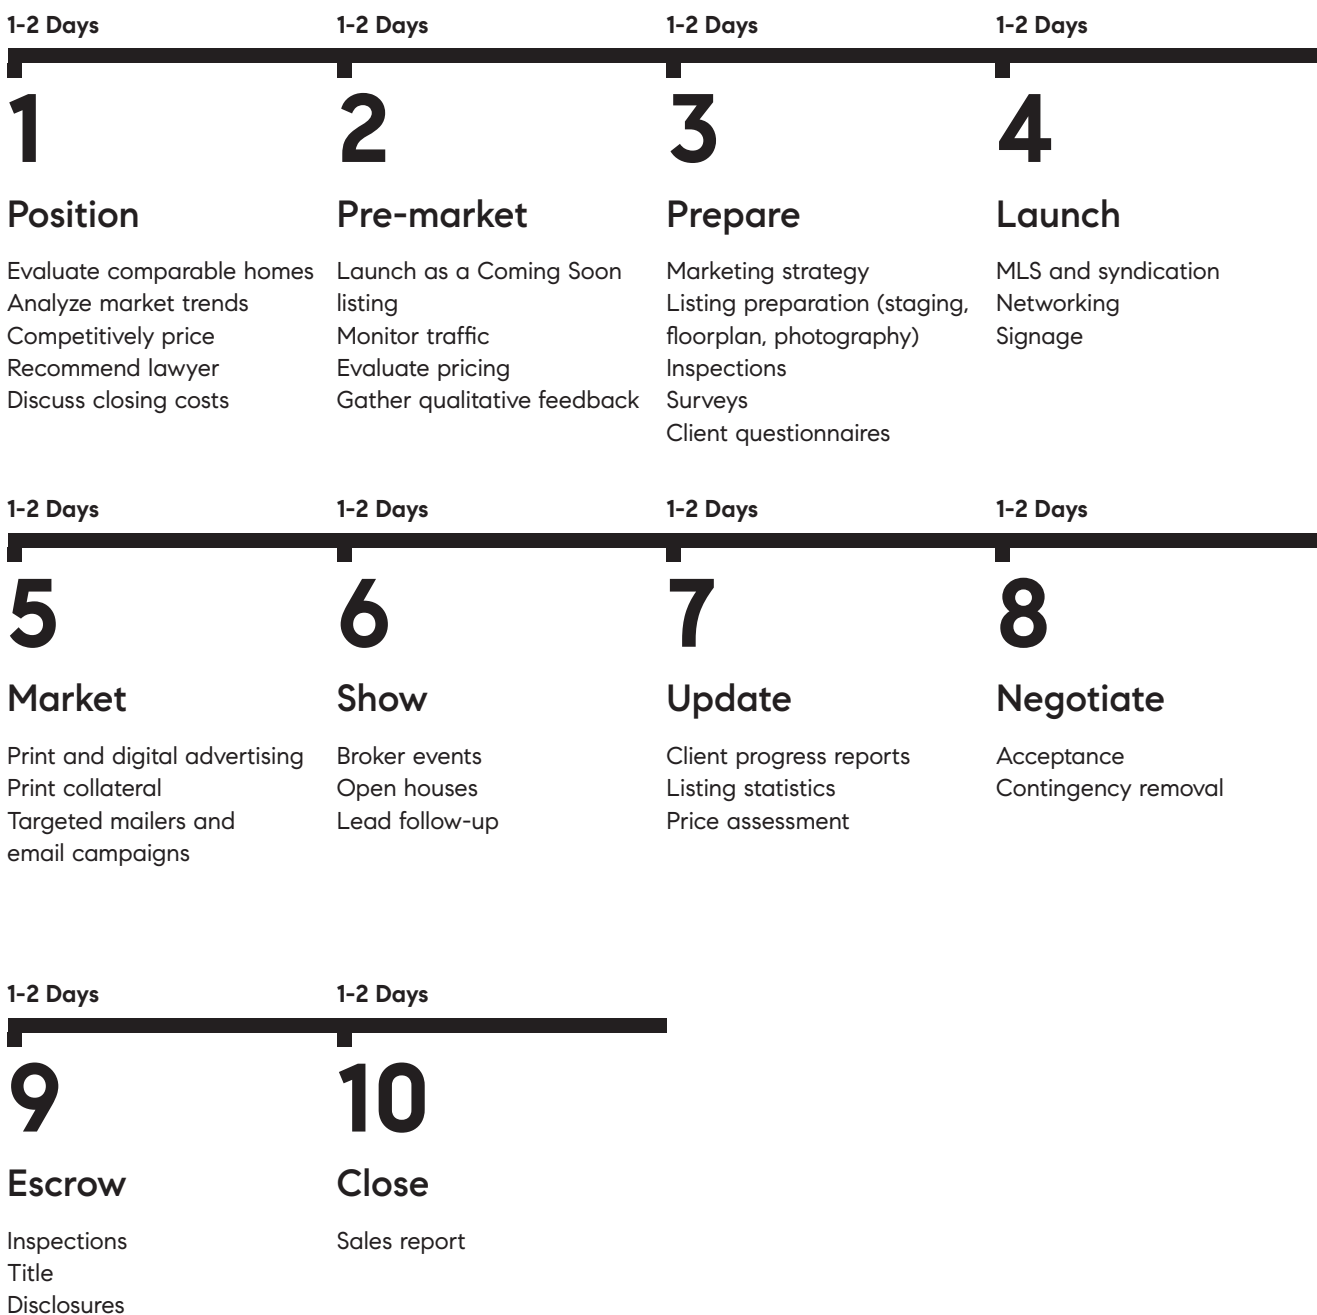 1-2 Days
1
Position
Evaluate comparable homes
Analyze market trends
Competitively price
Recommend lawyer
Discuss closing costs
1-2 Days
2
Pre-market
Launch as a Coming Soon
listing
Monitor traffic
Evaluate pricing
Gather qualitative feedback
1-2 Days
3
Prepare
Marketing strategy
Listing preparation (staging,
floorplan, photography)
Inspections
Surveys
Client questionnaires
1-2 Days
4
Launch
MLS and syndication
Networking
Signage
1-2 Days
5
Market
Print and digital advertising
Print collateral
Targeted mailers and
email campaigns
1-2 Days
6
Show
Broker events
Open houses
Lead follow-up
1-2 Days
7
Update
Client progress reports
Listing statistics
Price assessment
1-2 Days
8
Negotiate
Acceptance
Contingency removal
1-2 Days
9
Escrow
Inspections
Title
Disclosures
1-2 Days
10
Close
Sales report